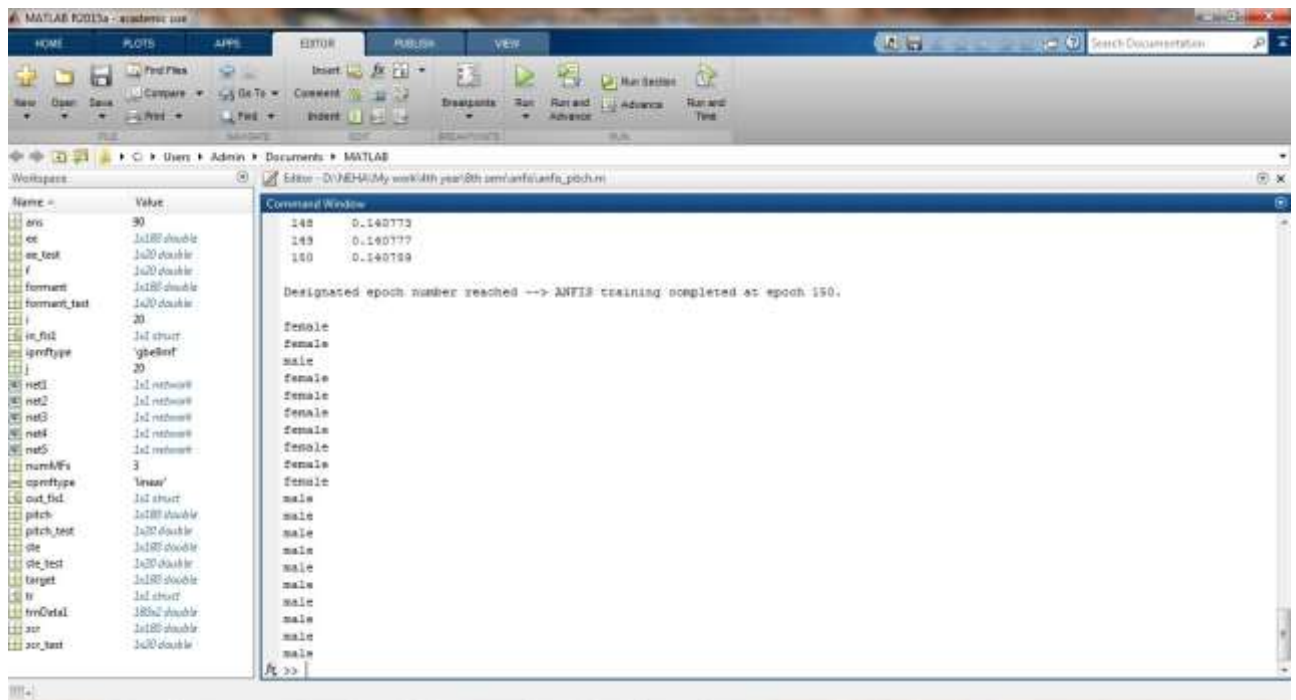 MATLAB R2013a - academic use
HOME PLOTS APPS EDITOR PUBLISH VIEW
Search Documentation
New Open Save
Find Files
Compare
Print
Go To
Find
Insert
Comment
Indent
Breakpoints
Run
Run and Advance
Run Section
Advance
Run and Time
FILE NAVIGATE EDIT BREAKPOINTS RUN
C: Users Admin Documents MATLAB
Workspace
Name Value
ans 90
ee 1x180 double
ee_test 1x20 double
f 1x20 double
formant 1x180 double
formant_test 1x20 double
i 20
in_fis1 1x1 struct
ipmftype 'gbellmf'
j 20
net1 1x1 network
net2 1x1 network
net3 1x1 network
net4 1x1 network
net5 1x1 network
numMFs 3
opmftype 'linear'
out_fis1 1x1 struct
pitch 1x180 double
pitch_test 1x20 double
ste 1x180 double
ste_test 1x20 double
target 1x180 double
tr 1x1 struct
trnData1 180x2 double
zcr 1x180 double
zcr_test 1x20 double
Editor - D:\NEHA\My work\4th year\8th sem\anfis\anfis_pitch.m
Command Window
148 0.140773
149 0.140777
150 0.140759
Designated epoch number reached --> ANFIS training completed at epoch 150.
female
female
male
female
female
female
female
female
female
female
male
male
male
male
male
male
male
male
male
male
fx >>